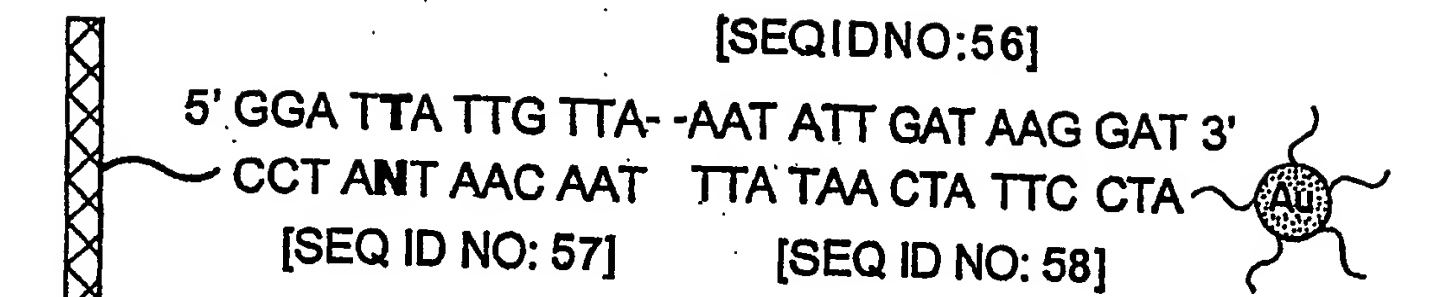 [SEQIDNO:56]
5' GGA TTA TTG TTA- -AAT ATT GAT AAG GAT 3'
CCT ANT AAC AAT TTA TAA CTA TTC CTA Au
[SEQ ID NO: 57] [SEQ ID NO: 58]